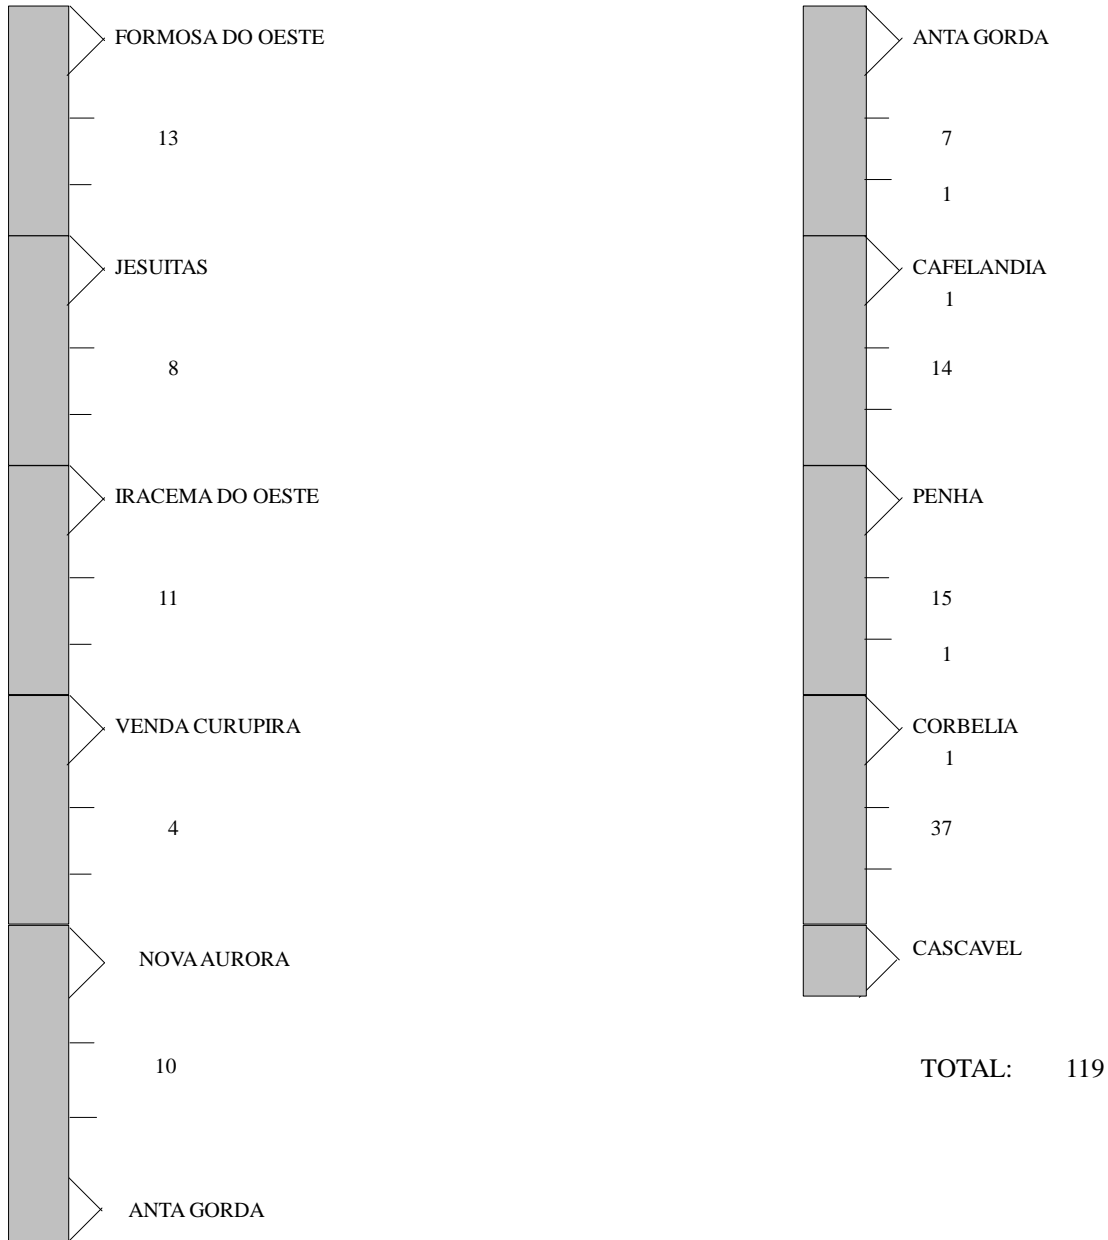 FORMOSA DO OESTE
13
JESUITAS
8
IRACEMA DO OESTE
11
VENDA CURUPIRA
4
NOVA AURORA
10
ANTA GORDA
ANTA GORDA
7
1
CAFELANDIA
1
14
PENHA
15
1
CORBELIA
1
37
CASCAVEL
TOTAL: 119